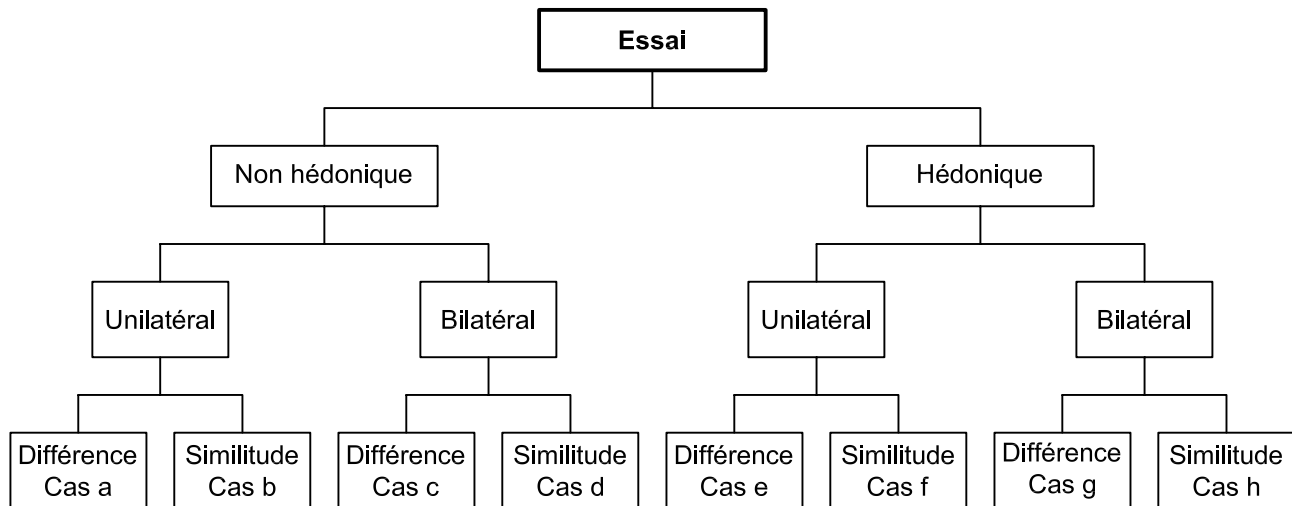 Essai
Non hédonique
Hédonique
Unilatéral
Bilatéral
Unilatéral
Bilatéral
Différence
Cas a
Similitude
Cas b
Différence
Cas c
Similitude
Cas d
Différence
Cas e
Similitude
Cas f
Différence
Cas g
Similitude
Cas h